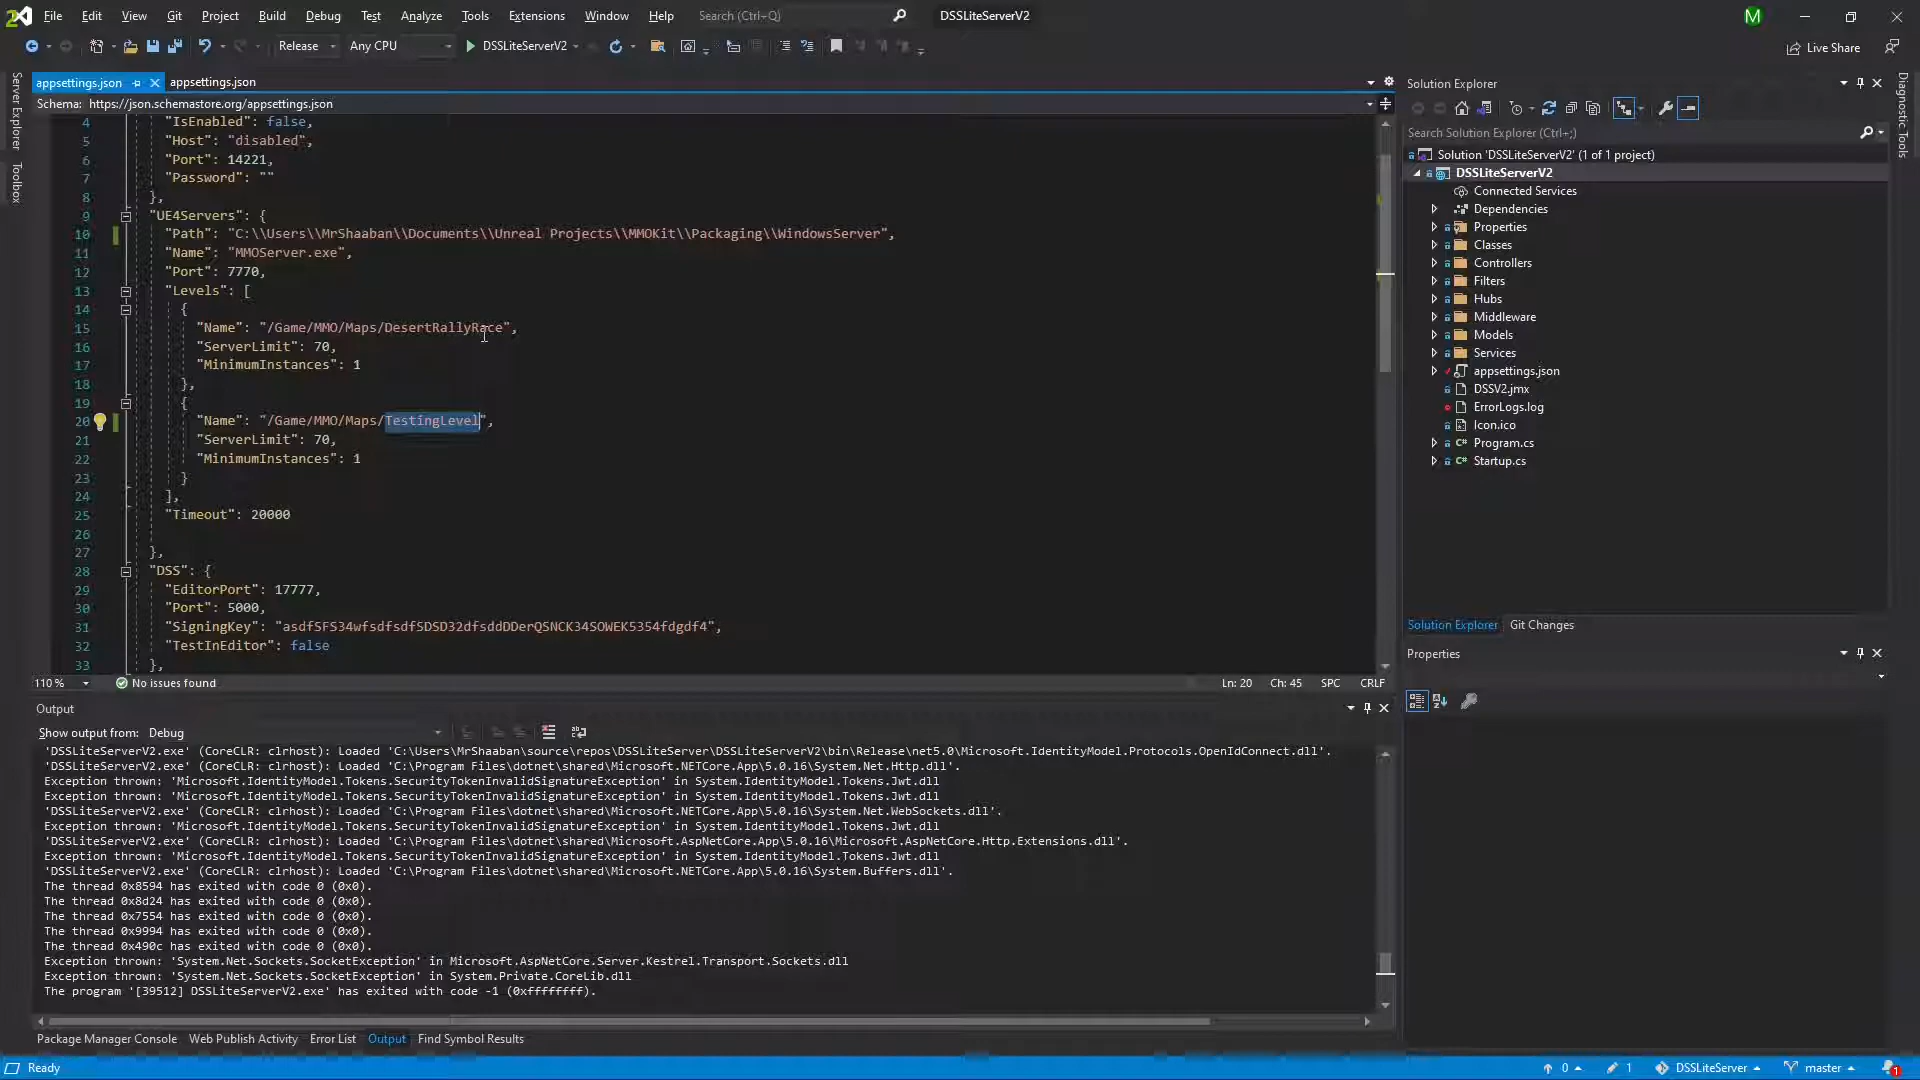 File Edit View Git Project Build Debug Test Analyze Tools Extensions Window Help Search (Ctrl+Q) DSSLiteServerV2 M
Release Any CPU DSSLiteServerV2 Live Share
Server Explorer
Toolbox
appsettings.json appsettings.json
Schema: https://json.schemastore.org/appsettings.json
4 "IsEnabled": false,
5 "Host": "disabled",
6 "Port": 14221,
7 "Password": ""
8 },
9 "UE4Servers": {
10 "Path": "C:\\Users\\MrShaaban\\Documents\\Unreal Projects\\MMOKit\\Packaging\\WindowsServer",
11 "Name": "MMOServer.exe",
12 "Port": 7770,
13 "Levels": [
14 {
15 "Name": "/Game/MMO/Maps/DesertRallyRace",
16 "ServerLimit": 70,
17 "MinimumInstances": 1
18 },
19 {
20 "Name": "/Game/MMO/Maps/TestingLevel",
21 "ServerLimit": 70,
22 "MinimumInstances": 1
23 }
24 ],
25 "Timeout": 20000
26
27 },
28 "DSS": {
29 "EditorPort": 17777,
30 "Port": 5000,
31 "SigningKey": "asdfSFS34wfsdfsdfSDSD32dfsddDDerQSNCK34SOWEK5354fdgdf4",
32 "TestInEditor": false
33 },
110 % No issues found Ln: 20 Ch: 45 SPC CRLF
Output
Show output from: Debug
'DSSLiteServerV2.exe' (CoreCLR: clrhost): Loaded 'C:\Users\MrShaaban\source\repos\DSSLiteServer\DSSLiteServerV2\bin\Release\net5.0\Microsoft.IdentityModel.Protocols.OpenIdConnect.dll'.
'DSSLiteServerV2.exe' (CoreCLR: clrhost): Loaded 'C:\Program Files\dotnet\shared\Microsoft.NETCore.App\5.0.16\System.Net.Http.dll'.
Exception thrown: 'Microsoft.IdentityModel.Tokens.SecurityTokenInvalidSignatureException' in System.IdentityModel.Tokens.Jwt.dll
Exception thrown: 'Microsoft.IdentityModel.Tokens.SecurityTokenInvalidSignatureException' in System.IdentityModel.Tokens.Jwt.dll
'DSSLiteServerV2.exe' (CoreCLR: clrhost): Loaded 'C:\Program Files\dotnet\shared\Microsoft.NETCore.App\5.0.16\System.Net.WebSockets.dll'.
Exception thrown: 'Microsoft.IdentityModel.Tokens.SecurityTokenInvalidSignatureException' in System.IdentityModel.Tokens.Jwt.dll
'DSSLiteServerV2.exe' (CoreCLR: clrhost): Loaded 'C:\Program Files\dotnet\shared\Microsoft.AspNetCore.App\5.0.16\Microsoft.AspNetCore.Http.Extensions.dll'.
Exception thrown: 'Microsoft.IdentityModel.Tokens.SecurityTokenInvalidSignatureException' in System.IdentityModel.Tokens.Jwt.dll
'DSSLiteServerV2.exe' (CoreCLR: clrhost): Loaded 'C:\Program Files\dotnet\shared\Microsoft.NETCore.App\5.0.16\System.Buffers.dll'.
The thread 0x8594 has exited with code 0 (0x0).
The thread 0x8d24 has exited with code 0 (0x0).
The thread 0x7554 has exited with code 0 (0x0).
The thread 0x9994 has exited with code 0 (0x0).
The thread 0x490c has exited with code 0 (0x0).
Exception thrown: 'System.Net.Sockets.SocketException' in Microsoft.AspNetCore.Server.Kestrel.Transport.Sockets.dll
Exception thrown: 'System.Net.Sockets.SocketException' in System.Private.CoreLib.dll
The program '[39512] DSSLiteServerV2.exe' has exited with code -1 (0xffffffff).
Package Manager Console Web Publish Activity Error List Output Find Symbol Results
Solution Explorer
Search Solution Explorer (Ctrl+;)
Solution 'DSSLiteServerV2' (1 of 1 project)
DSSLiteServerV2
Connected Services
Dependencies
Properties
Classes
Controllers
Filters
Hubs
Middleware
Models
Services
appsettings.json
DSSV2.jmx
ErrorLogs.log
Icon.ico
C# Program.cs
C# Startup.cs
Solution Explorer Git Changes
Properties
Diagnostic Tools
Ready 0 1 DSSLiteServer master 1